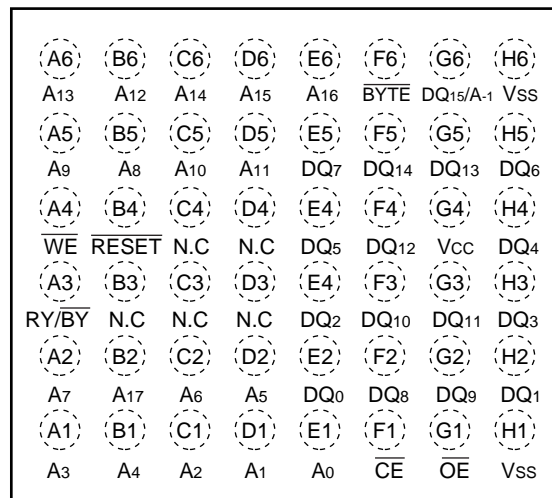 A6 B6 C6 D6 E6 F6 G6 H6
A13 A12 A14 A15 A16 BYTE DQ15/A-1 VSS
A5 B5 C5 D5 E5 F5 G5 H5
A9 A8 A10 A11 DQ7 DQ14 DQ13 DQ6
A4 B4 C4 D4 E4 F4 G4 H4
WE RESET N.C N.C DQ5 DQ12 VCC DQ4
A3 B3 C3 D3 E4 F3 G3 H3
RY/BY N.C N.C N.C DQ2 DQ10 DQ11 DQ3
A2 B2 C2 D2 E2 F2 G2 H2
A7 A17 A6 A5 DQ0 DQ8 DQ9 DQ1
A1 B1 C1 D1 E1 F1 G1 H1
A3 A4 A2 A1 A0 CE OE VSS